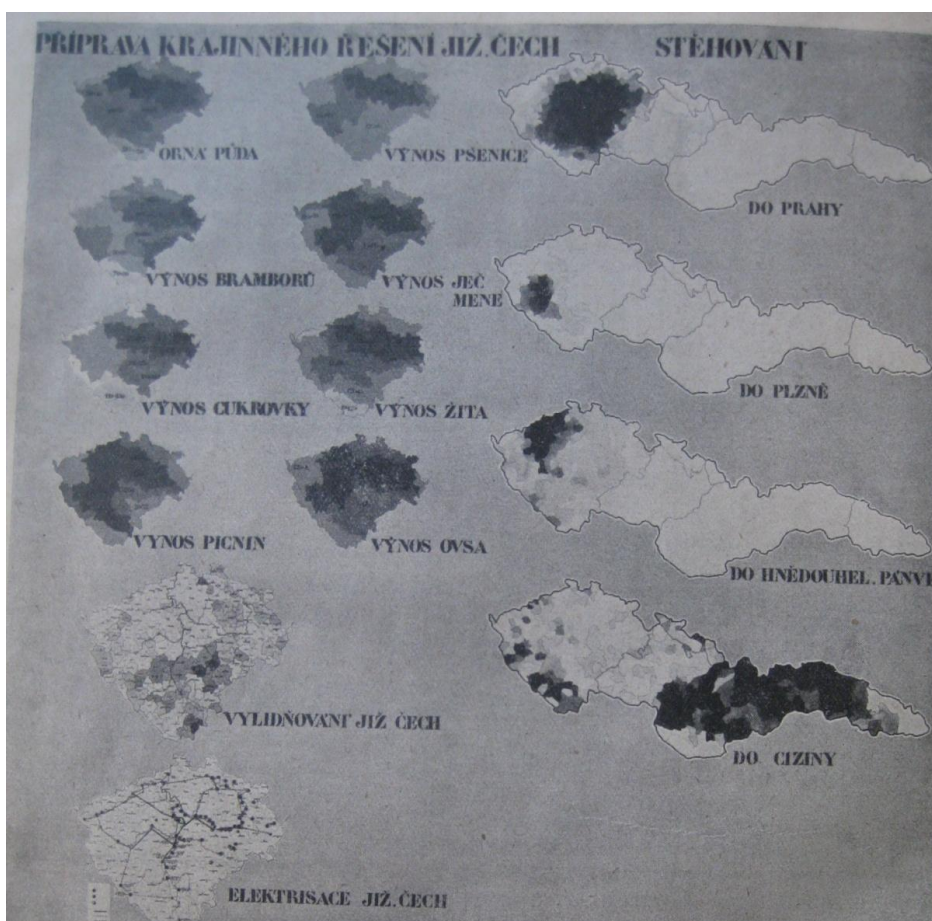 PŘÍPRAVA KRAJINNÉHO ŘEŠENÍ JIŽ. ČECH
STĚHOVÁNÍ
ORNÁ PŮDA
VÝNOS PŠENICE
DO PRAHY
VÝNOS BRAMBORŮ
VÝNOS JEČ
MENE
DO PLZNĚ
VÝNOS CUKROVKY
VÝNOS ŽITA
VÝNOS PICNIN
VÝNOS OVSA
DO HNĚDOUHEL. PÁNVE
VYLIDŇOVÁNÍ JIŽ. ČECH
DO CIZINY
ELEKTRISACE JIŽ. ČECH